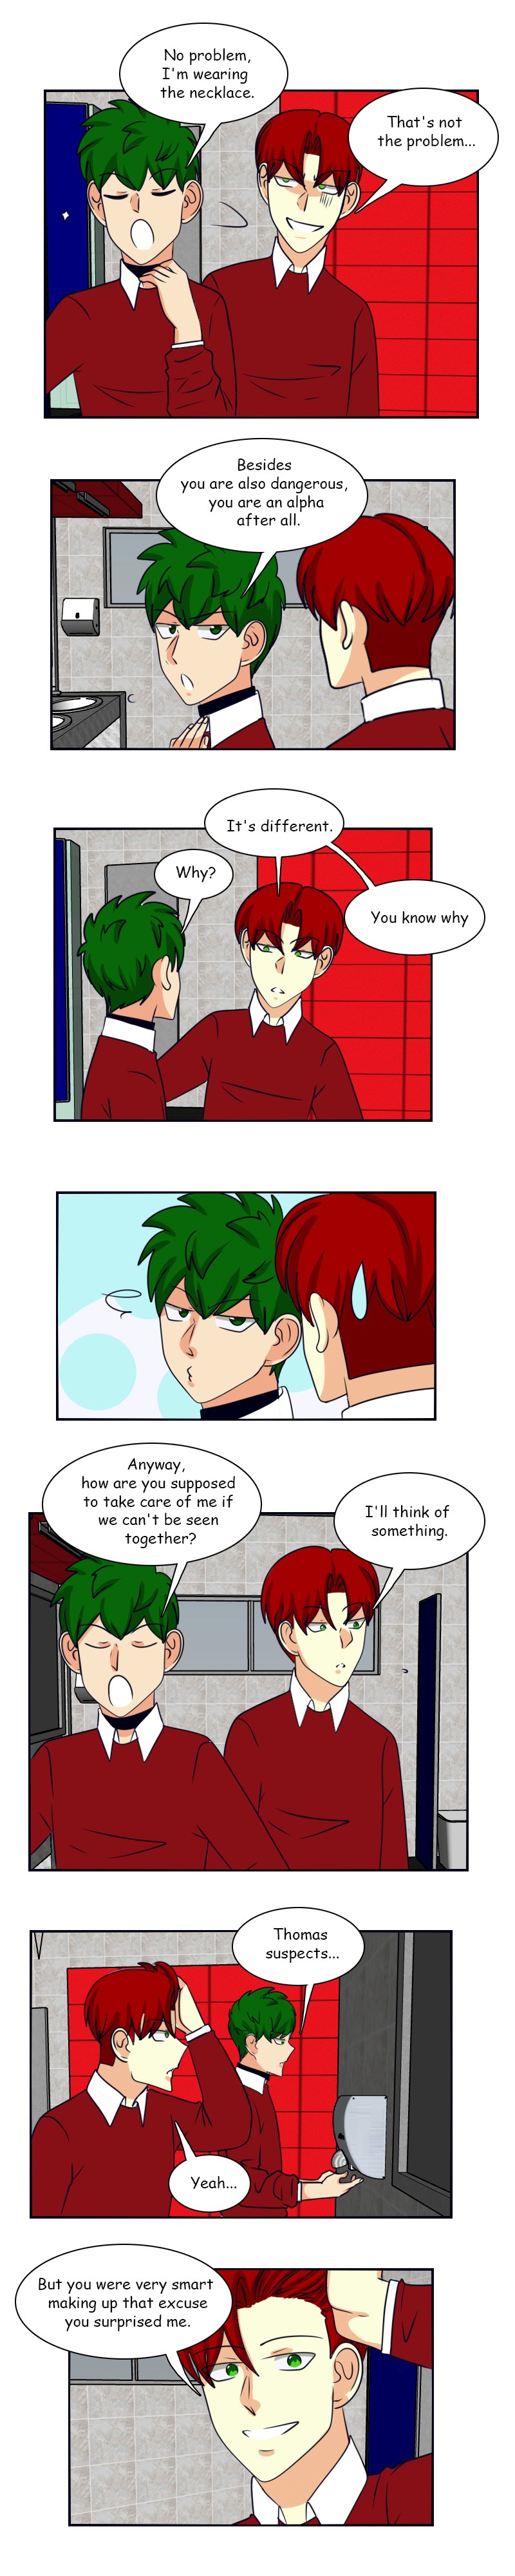 No problem,
I'm wearing
the necklace.
That's not
the problem...
Besides
you are also dangerous,
you are an alpha
after all.
It's different.
Why?
You know why
Anyway,
how are you supposed
to take care of me if
we can't be seen
together?
I'll think of
something.
Thomas
suspects...
Yeah...
But you were very smart
making up that excuse
you surprised me.